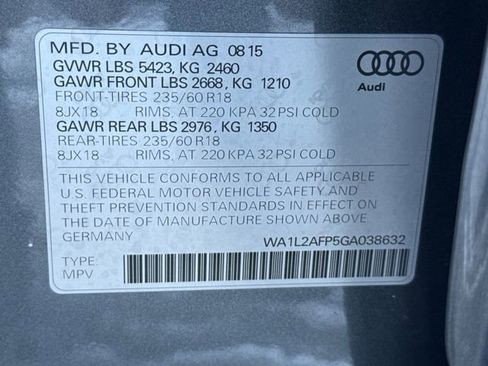 MFD. BY AUDI AG 08 15
GVWR LBS 5423, KG 2460
GAWR FRONT LBS 2668, KG 1210
FRONT-TIRES 235/60 R18
8JX18 RIMS, AT 220 KPA 32 PSI COLD
GAWR REAR LBS 2976, KG 1350
REAR-TIRES 235/60 R18
8JX18 RIMS, AT 220 KPA 32 PSI COLD
Audi
THIS VEHICLE CONFORMS TO ALL APPLICABLE
U.S. FEDERAL MOTOR VEHICLE SAFETY AND
THEFT PREVENTION STANDARDS IN EFFECT ON
THE DATE OF MANUFACTURE SHOWN ABOVE.
GERMANY WA1L2AFP5GA038632
TYPE:
MPV